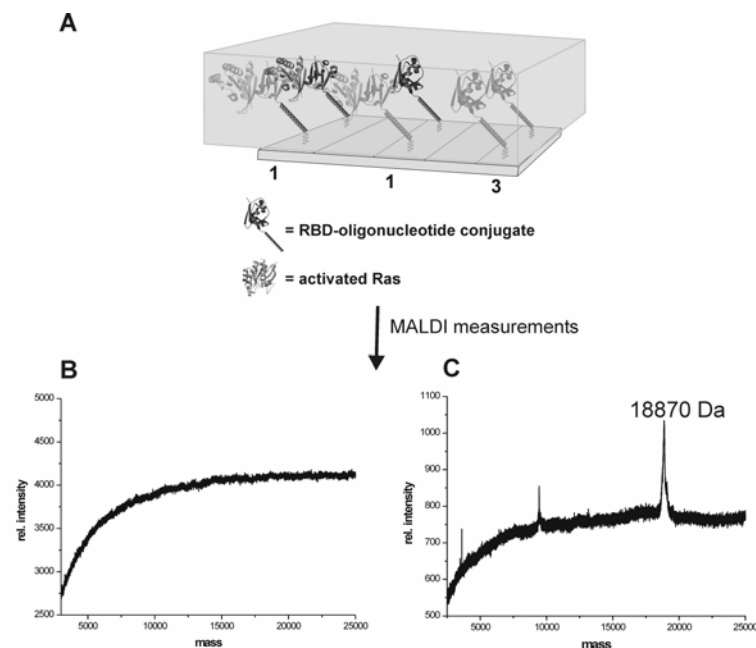 A
1 1 3
= RBD-oligonucleotide conjugate
= activated Ras
MALDI measurements
B
5000
4500
4000
3500
3000
2500
rel. intensity
5000 10000 15000 20000 25000
mass
C
18870 Da
1100
1000
900
800
700
600
500
rel. intensity
5000 10000 15000 20000 25000
mass